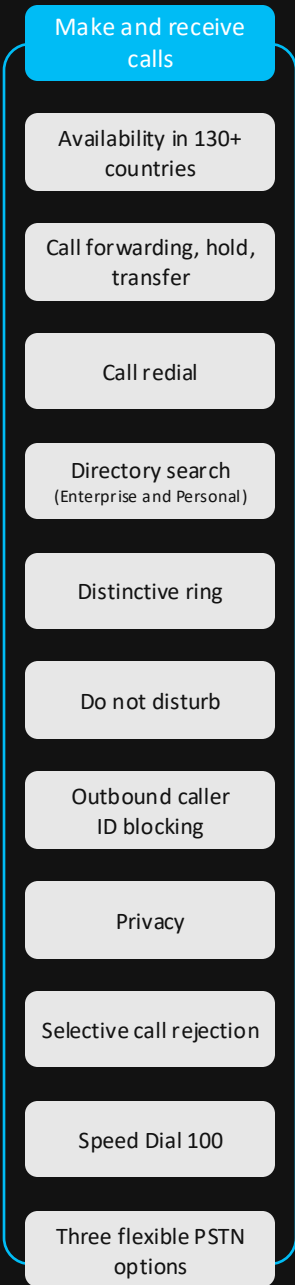 Make and receive
calls
Availability in 130+
countries
Call forwarding, hold,
transfer
Call redial
Directory search
(Enterprise and Personal)
Distinctive ring
Do not disturb
Outbound caller
ID blocking
Privacy
Selective call rejection
Speed Dial 100
Three flexible PSTN
options